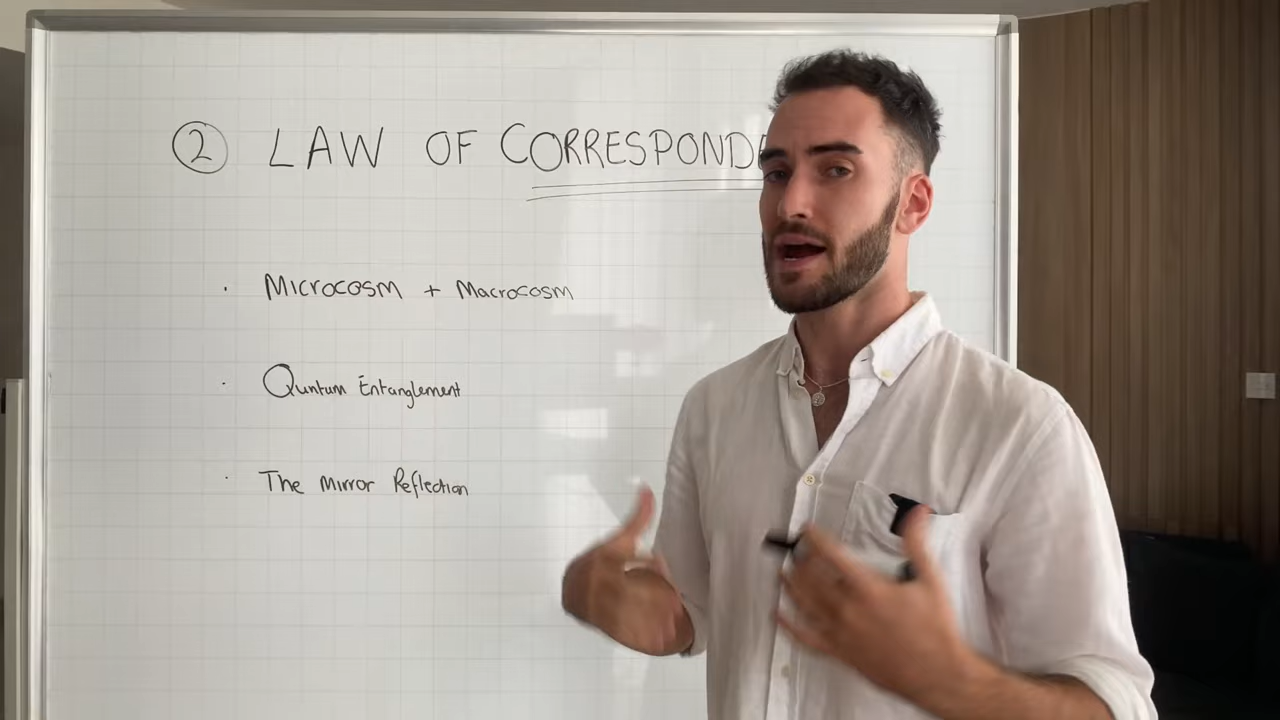 ② LAW OF CORRESPONDE
· Microcosm + Macrocosm
· Quntum Entanglement
· The Mirror Reflection